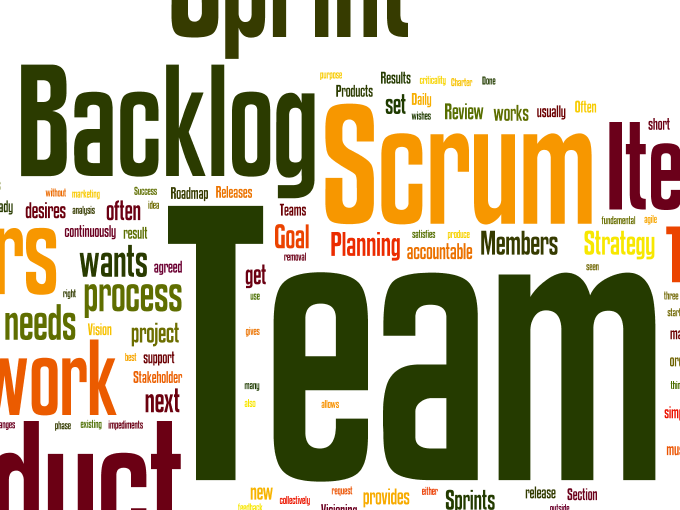 Sprint
purpose
Results criticality Charter Done
Products
Backlog
set Daily
wishes
Review works usually Often
Scrum
Ite
short
without marketing Success Roadmap Releases
ady desires analysis often idea
Teams
fundamental agile
continuously result
Goal
removal
Planning
satisfies produce
accountable
Members
Strategy
seen
rs
wants agreed
get
right process
use
three
needs Vision project
gives
Team
best support
work
Stakeholder
many
next
also
allows
anges phase existing impediments
duct
new
collectively
feedback
request
Visioning
provides
either
Sprints
release Section
outside